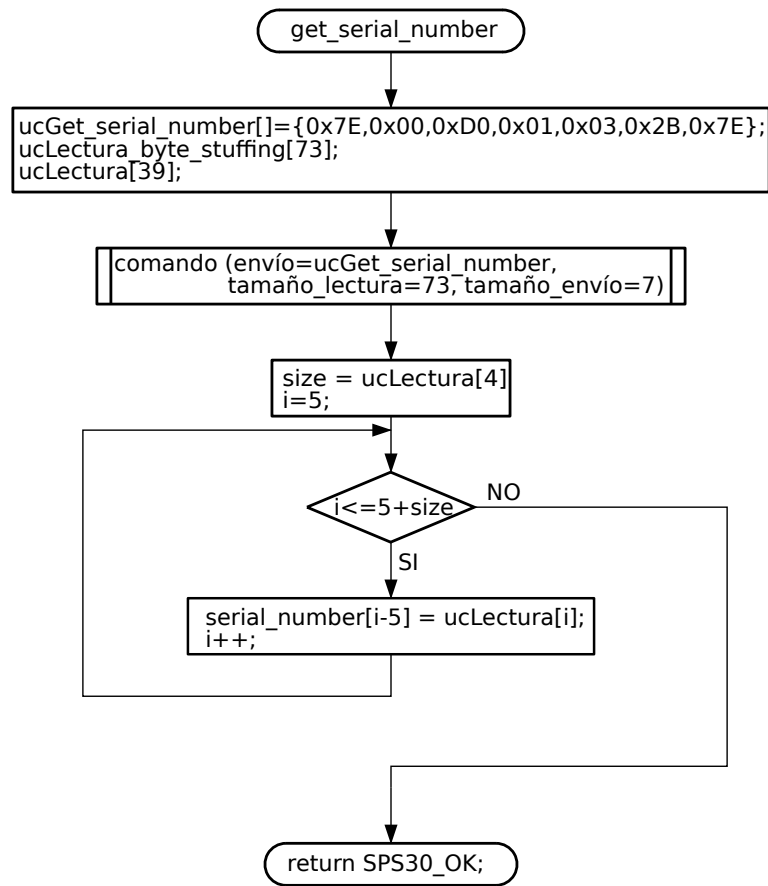 get_serial_number
ucGet_serial_number[]={0x7E,0x00,0xD0,0x01,0x03,0x2B,0x7E};
ucLectura_byte_stuffing[73];
ucLectura[39];
comando (envío=ucGet_serial_number,
tamaño_lectura=73, tamaño_envío=7)
size = ucLectura[4]
i=5;
i<=5+size
NO
SI
serial_number[i-5] = ucLectura[i];
i++;
return SPS30_OK;